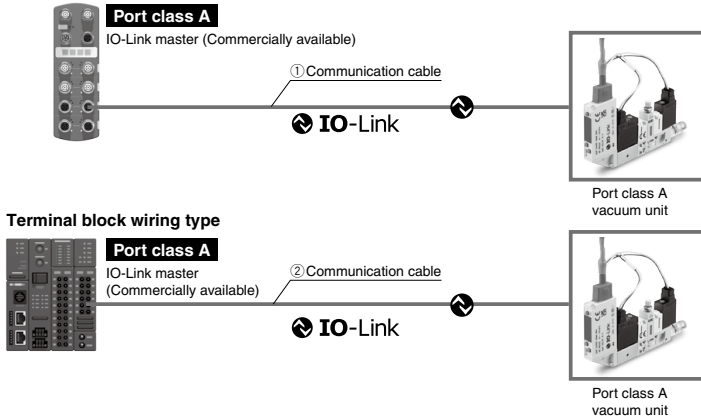 Port class A
IO-Link master (Commercially available)
①Communication cable
IO-Link
Port class A
vacuum unit
Terminal block wiring type
Port class A
IO-Link master
(Commercially available)
②Communication cable
IO-Link
Port class A
vacuum unit